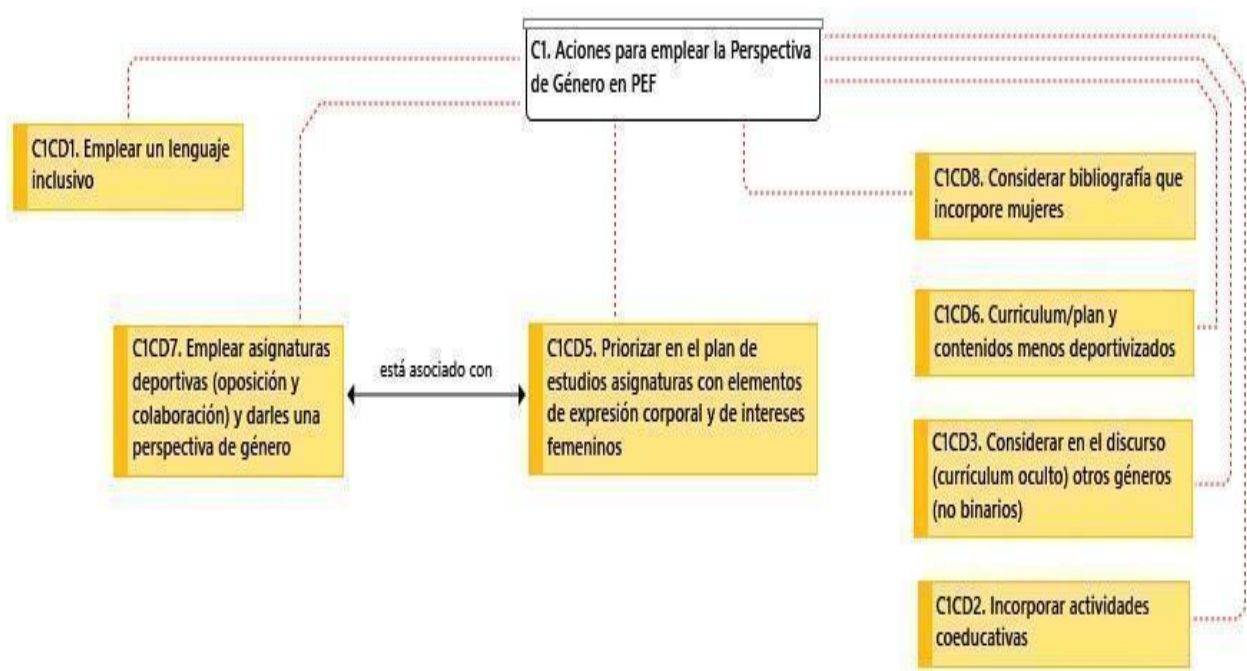 C1. Aciones para emplear la Perspectiva
de Género en PEF
C1CD1. Emplear un lenguaje
inclusivo
C1CD8. Considerar bibliografía que
incorpore mujeres
C1CD7. Emplear asignaturas
deportivas (oposición y
colaboración) y darles una
perspectiva de género
está asociado con
C1CD5. Priorizar en el plan de
estudios asignaturas con elementos
de expresión corporal y de intereses
femeninos
C1CD6. Curriculum/plan y
contenidos menos deportivizados
C1CD3. Considerar en el discurso
(currículum oculto) otros géneros
(no binarios)
C1CD2. Incorporar actividades
coeducativas